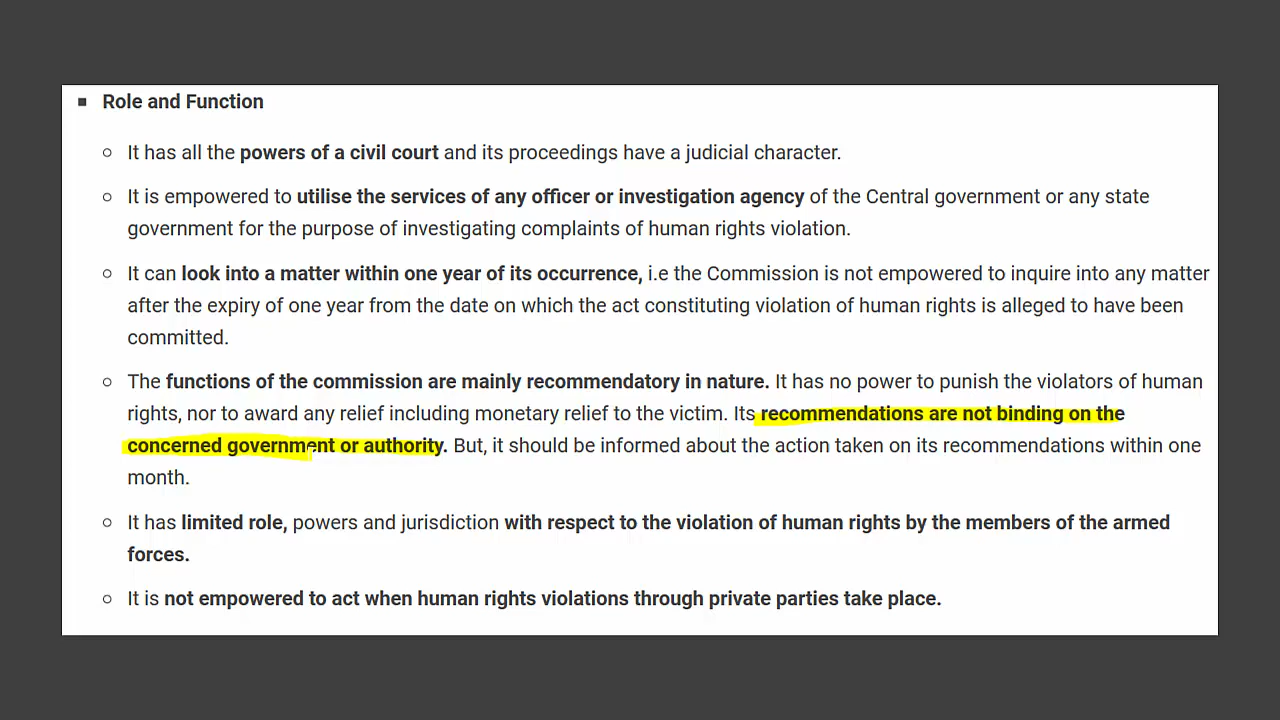 Role and Function
It has all the powers of a civil court and its proceedings have a judicial character.
It is empowered to utilise the services of any officer or investigation agency of the Central government or any state
government for the purpose of investigating complaints of human rights violation.
It can look into a matter within one year of its occurrence, i.e the Commission is not empowered to inquire into any matter
after the expiry of one year from the date on which the act constituting violation of human rights is alleged to have been
committed.
The functions of the commission are mainly recommendatory in nature. It has no power to punish the violators of human
rights, nor to award any relief including monetary relief to the victim. Its recommendations are not binding on the
concerned government or authority. But, it should be informed about the action taken on its recommendations within one
month.
It has limited role, powers and jurisdiction with respect to the violation of human rights by the members of the armed
forces.
It is not empowered to act when human rights violations through private parties take place.